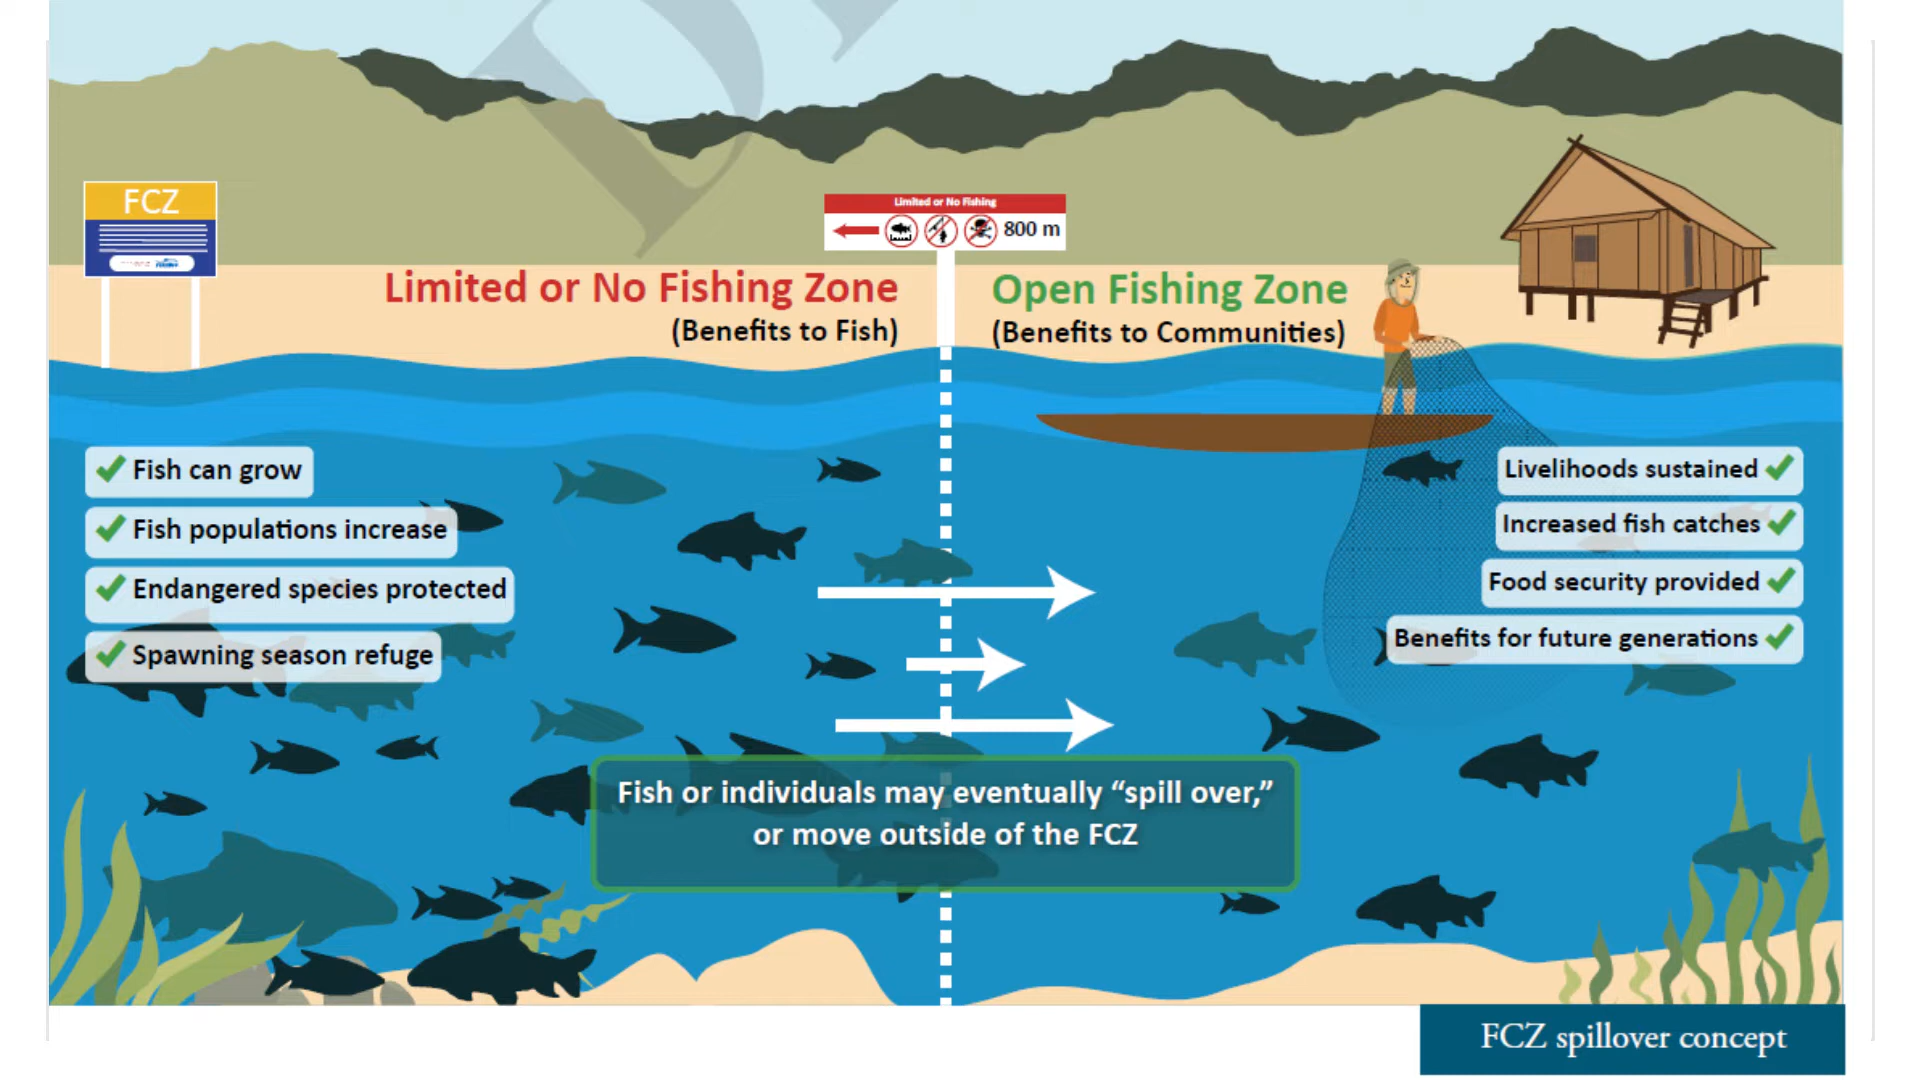 FCZ
Limited or No Fishing
800 m
Limited or No Fishing Zone
(Benefits to Fish)
Open Fishing Zone
(Benefits to Communities)
Fish can grow
Fish populations increase
Endangered species protected
Spawning season refuge
Livelihoods sustained
Increased fish catches
Food security provided
Benefits for future generations
Fish or individuals may eventually “spill over,”
or move outside of the FCZ
FCZ spillover concept